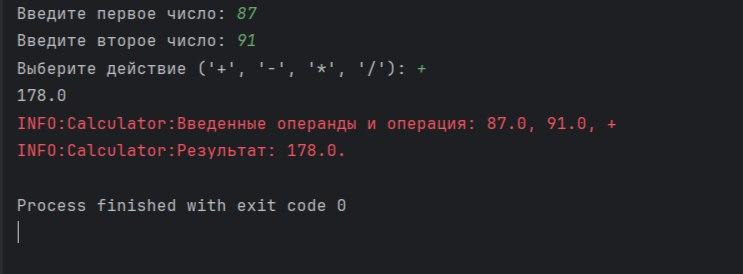 Введите первое число: 87
Введите второе число: 91
Выберите действие ('+', '-', '*', '/'): +
178.0
INFO:Calculator:Введенные операнды и операция: 87.0, 91.0, +
INFO:Calculator:Результат: 178.0.
Process finished with exit code 0